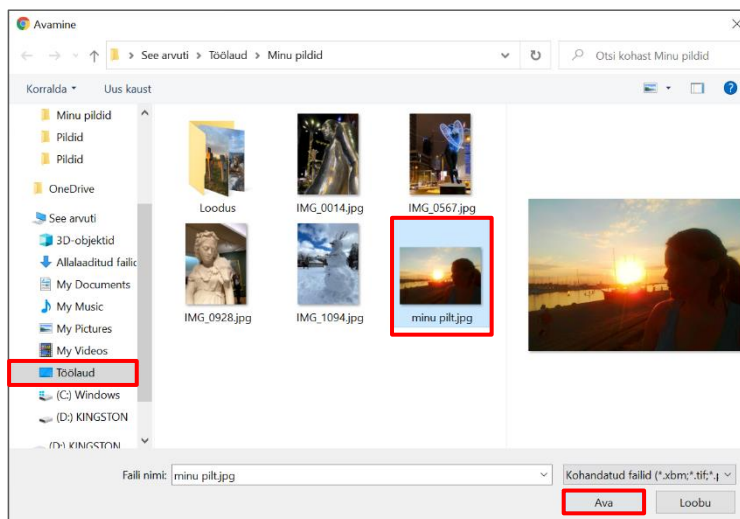 Avamine
See arvuti > Töölaud > Minu pildid
Otsi kohast Minu pildid
Korralda
Uus kaust
Minu pildid
Pildid
Pildid
OneDrive
See arvuti
3D-objektid
Allalaaditud failic
My Documents
My Music
My Pictures
My Videos
Töölaud
(C:) Windows
(D:) KINGSTON
(D:) KINGSTON
Loodus
IMG_0014.jpg
IMG_0567.jpg
IMG_0928.jpg
IMG_1094.jpg
minu pilt.jpg
Faili nimi: minu pilt.jpg
Kohandatud failid (*.xbm;*.tif;*.
Ava
Loobu